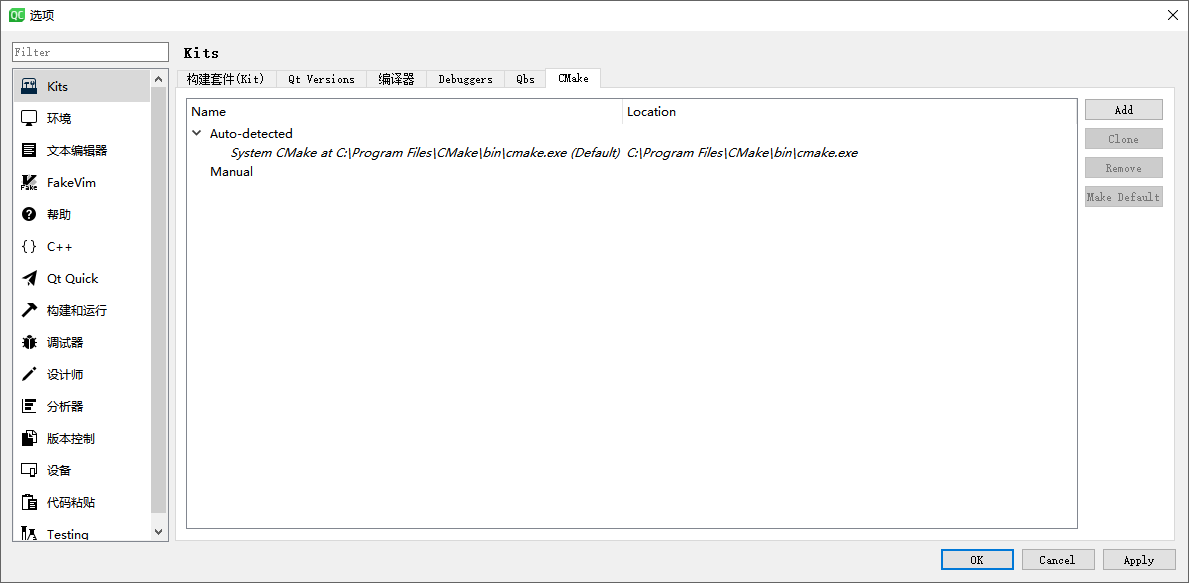 QC 选项
Filter
Kits
环境
文本编辑器
FakeVim
帮助
C++
Qt Quick
构建和运行
调试器
设计师
分析器
版本控制
设备
代码粘贴
Testing
Kits
构建套件(Kit) Qt Versions 编译器 Debuggers Qbs CMake
Name Location
Auto-detected
System CMake at C:\Program Files\CMake\bin\cmake.exe (Default) C:\Program Files\CMake\bin\cmake.exe
Manual
Add
Clone
Remove
Make Default
OK Cancel Apply